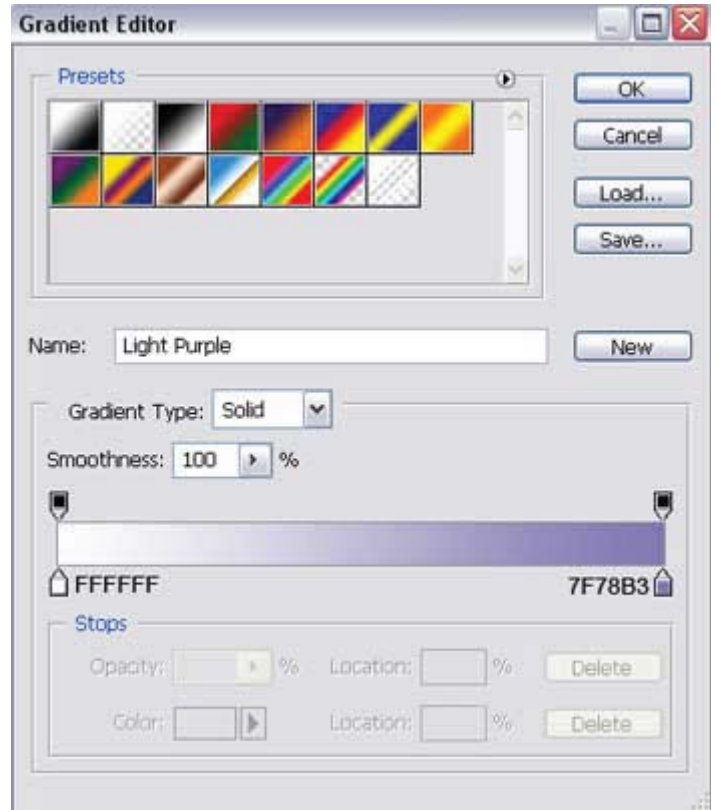 Gradient Editor
Presets
OK
Cancel
Load...
Save...
Name: Light Purple New
Gradient Type: Solid
Smoothness: 100 %
FFFFFF 7F78B3
Stops
Opacity: % Location: % Delete
Color: Location: % Delete